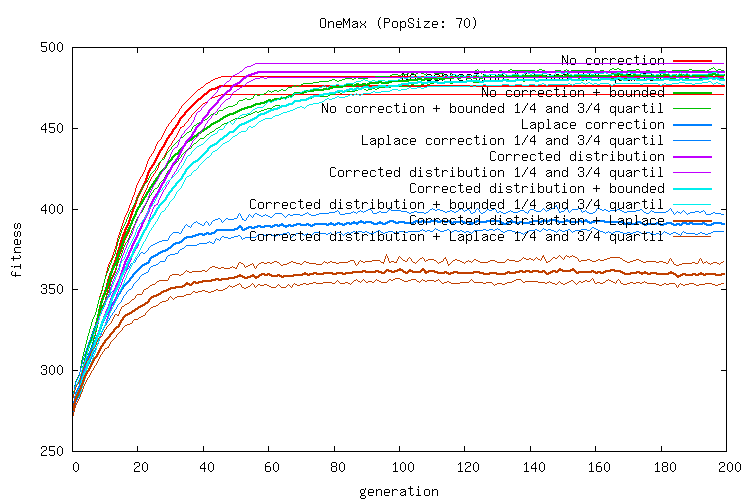 OneMax (PopSize: 70)
500
450
400
350
300
250
fitness
No correction
No correction + bounded
No correction + bounded 1/4 and 3/4 quartil
Laplace correction
Laplace correction 1/4 and 3/4 quartil
Corrected distribution
Corrected distribution 1/4 and 3/4 quartil
Corrected distribution + bounded
Corrected distribution + bounded 1/4 and 3/4 quartil
Corrected distribution + Laplace
Corrected distribution + Laplace 1/4 and 3/4 quartil
0 20 40 60 80 100 120 140 160 180 200
generation